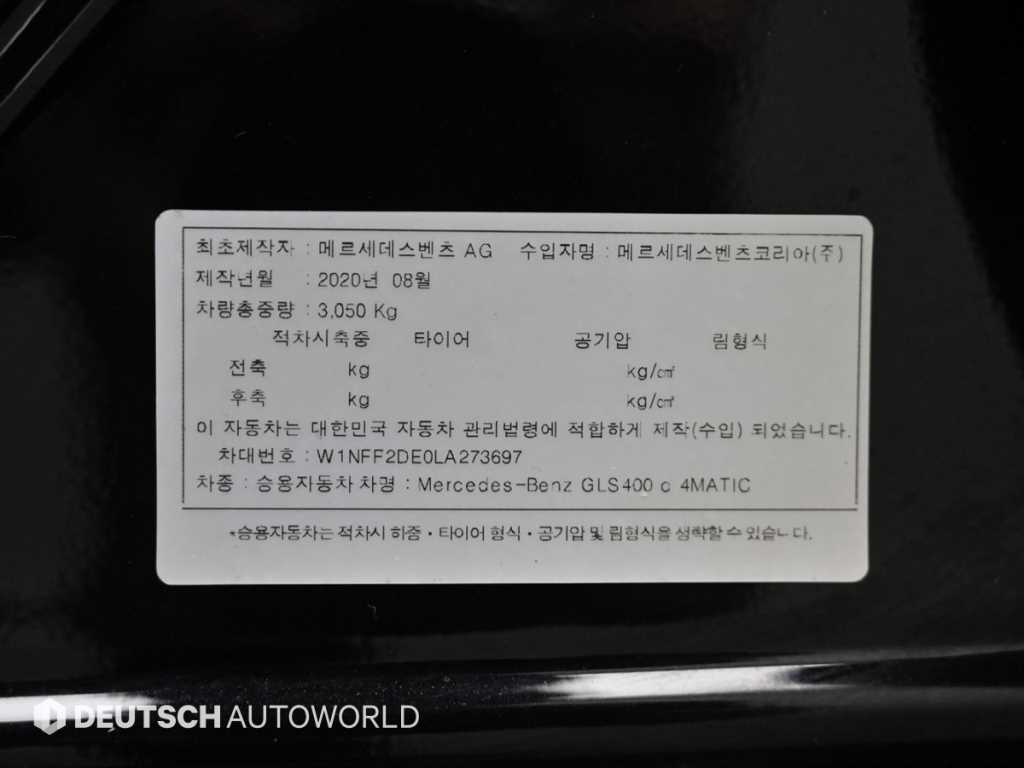 최초제작자 : 메르세데스벤츠 AG 수입자명 : 메르세데스벤츠코리아(주)
제작년월 : 2020년 08월
차량총중량 : 3,050 Kg
적차시축중 타이어 공기압 림형식
전축 kg kg/㎠
후축 kg kg/㎠
이 자동차는 대한민국 자동차 관리법령에 적합하게 제작(수입) 되었습니다.
차대번호 : W1NFF2DE0LA273697
차종 : 승용자동차 차명 : Mercedes-Benz GLS400 d 4MATIC
*승용자동차는 적차시 하중·타이어 형식·공기압 및 림형식을 생략할 수 있습니다.
DEUTSCH AUTOWORLD